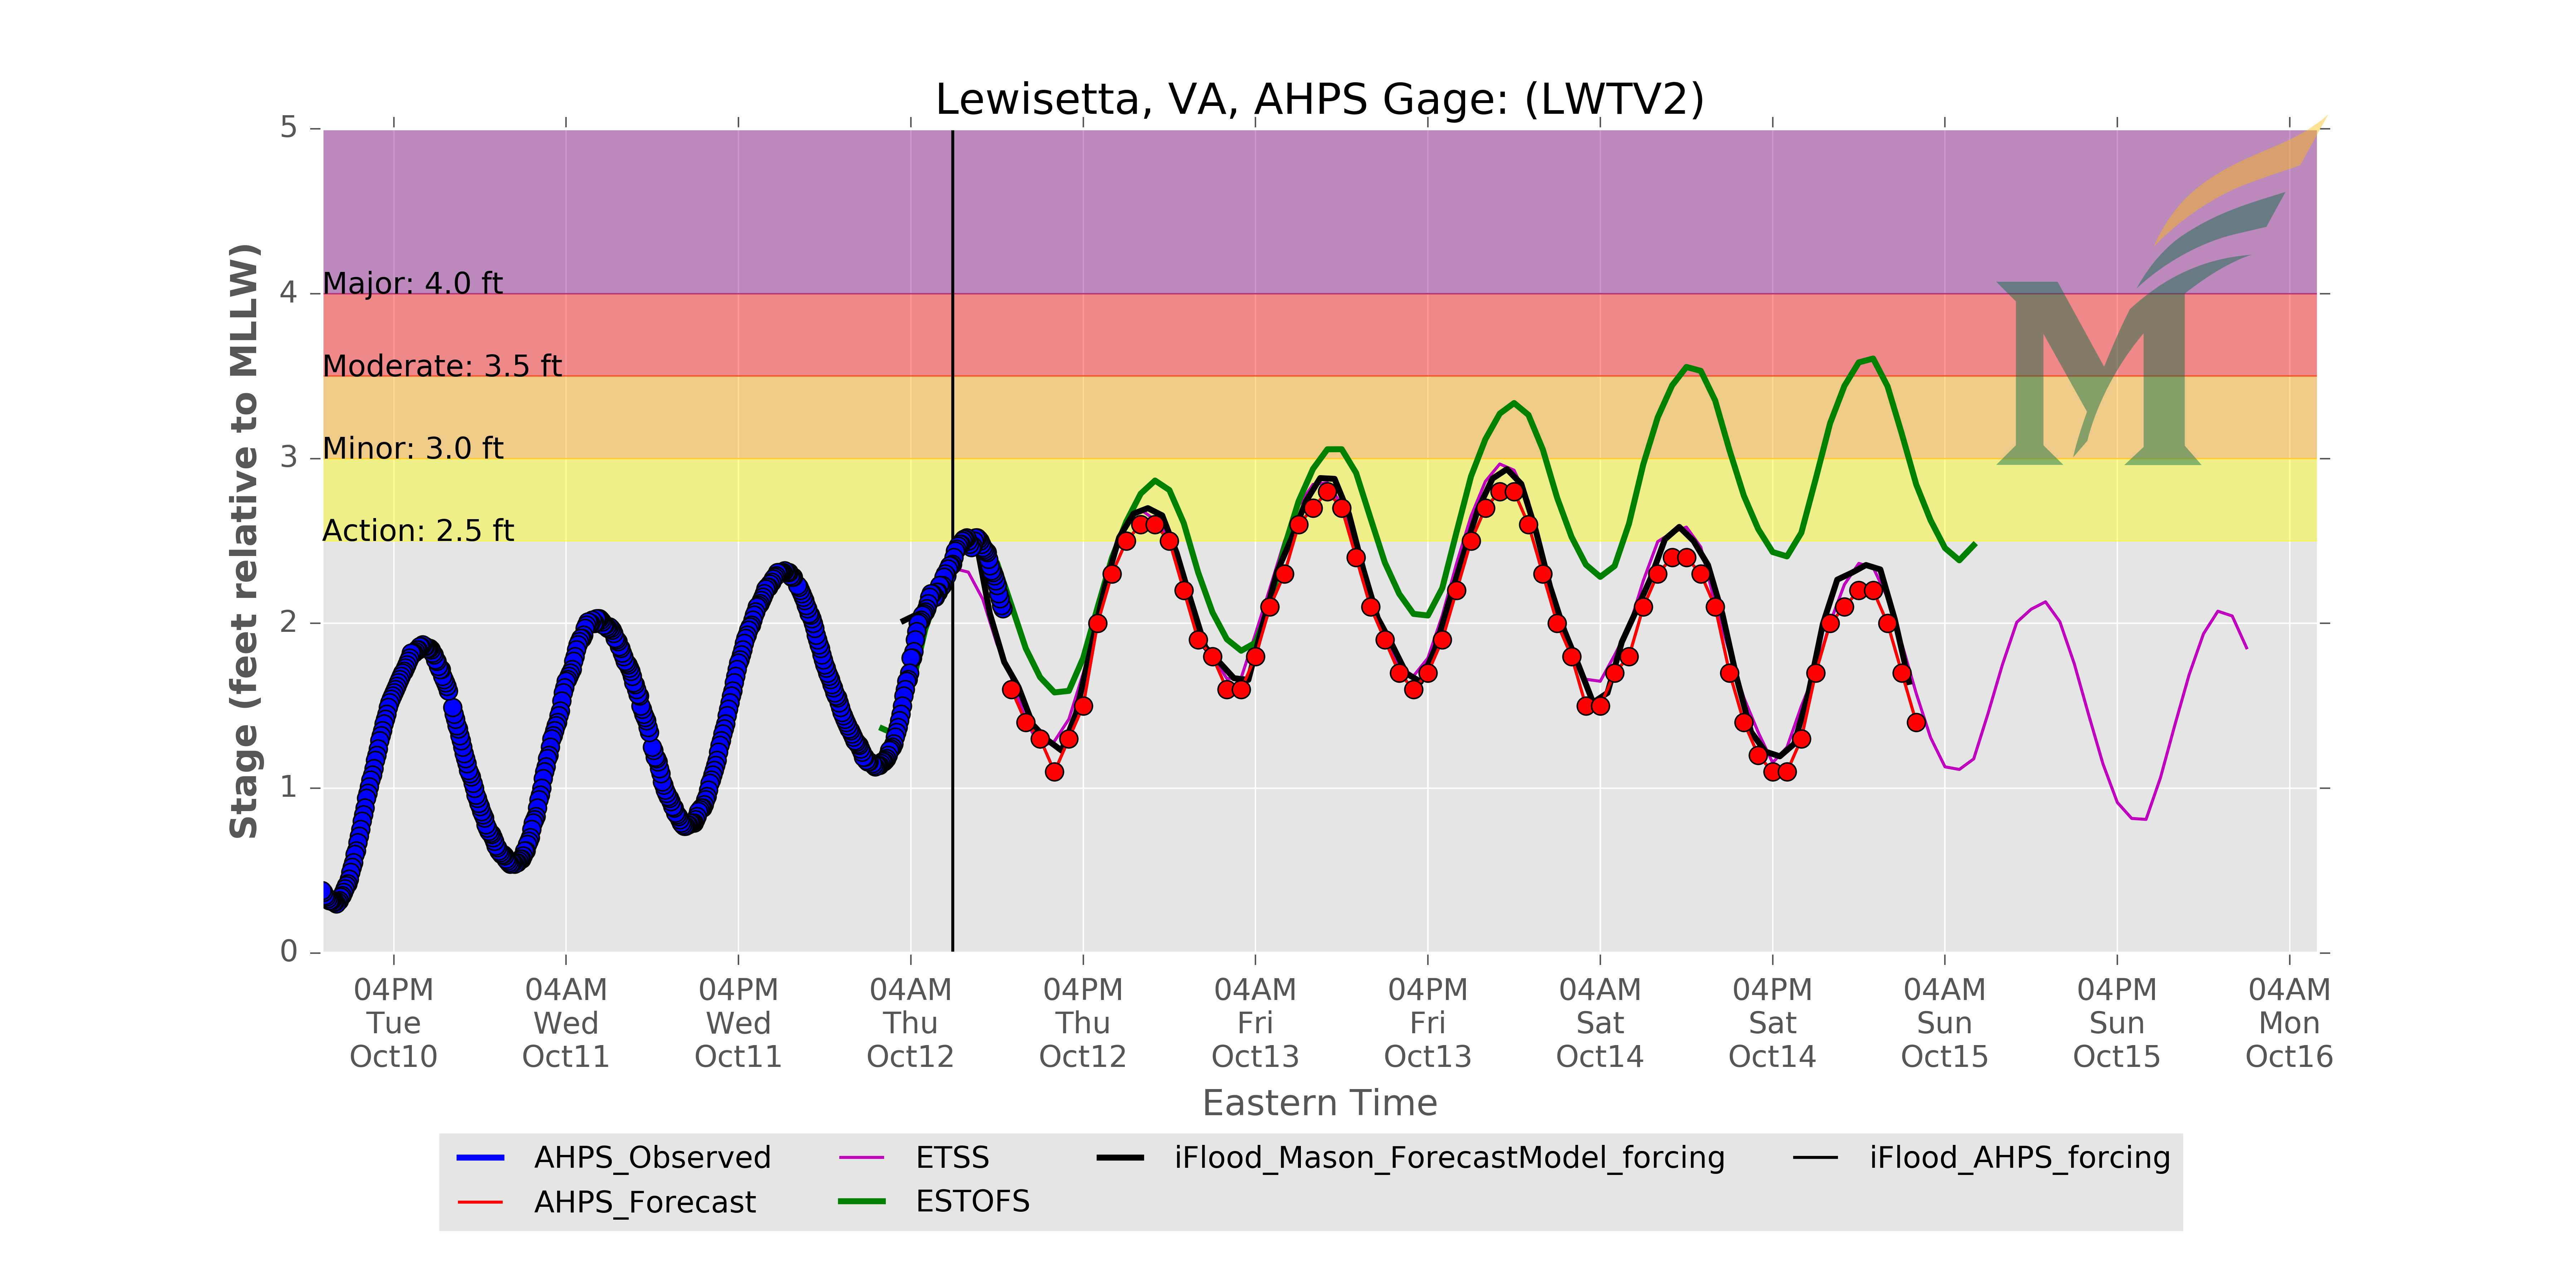 Lewisetta, VA, AHPS Gage: (LWTV2)
Stage (feet relative to MLLW)
5
4
3
2
1
0
Major: 4.0 ft
Moderate: 3.5 ft
Minor: 3.0 ft
Action: 2.5 ft
M
04PM 04AM 04PM 04AM 04PM 04AM 04PM 04AM 04PM 04AM 04PM 04AM
Tue Wed Wed Thu Thu Fri Fri Sat Sat Sun Sun Mon
Oct10 Oct11 Oct11 Oct12 Oct12 Oct13 Oct13 Oct14 Oct14 Oct15 Oct15 Oct16
Eastern Time
AHPS_Observed ETSS iFlood_Mason_ForecastModel_forcing iFlood_AHPS_forcing
AHPS_Forecast ESTOFS